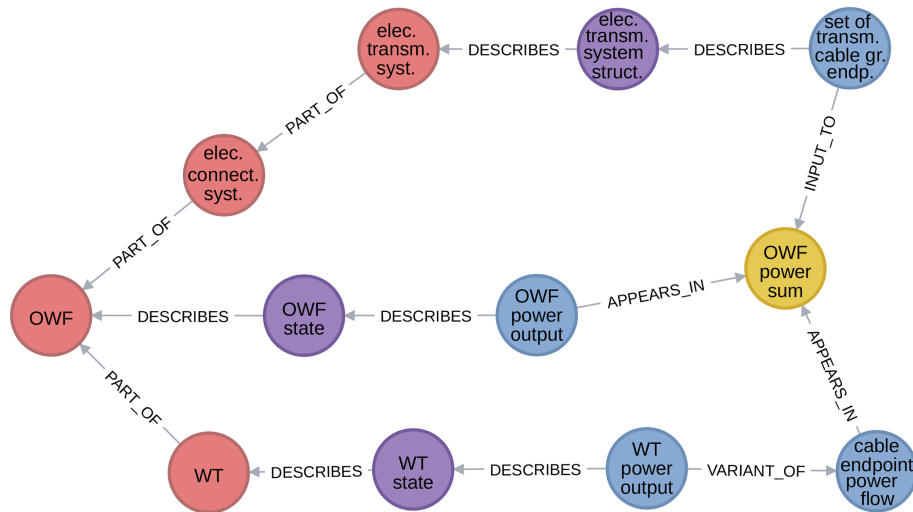 elec.
transm.
syst.
DESCRIBES
elec.
transm.
system
struct.
DESCRIBES
set of
transm.
cable gr.
endp.
PART_OF
INPUT_TO
elec.
connect.
syst.
PART_OF
OWF
power
sum
OWF
DESCRIBES
OWF
state
DESCRIBES
OWF
power
output
APPEARS_IN
APPEARS_IN
PART_OF
WT
DESCRIBES
WT
state
DESCRIBES
WT
power
output
VARIANT_OF
cable
endpoint
power
flow